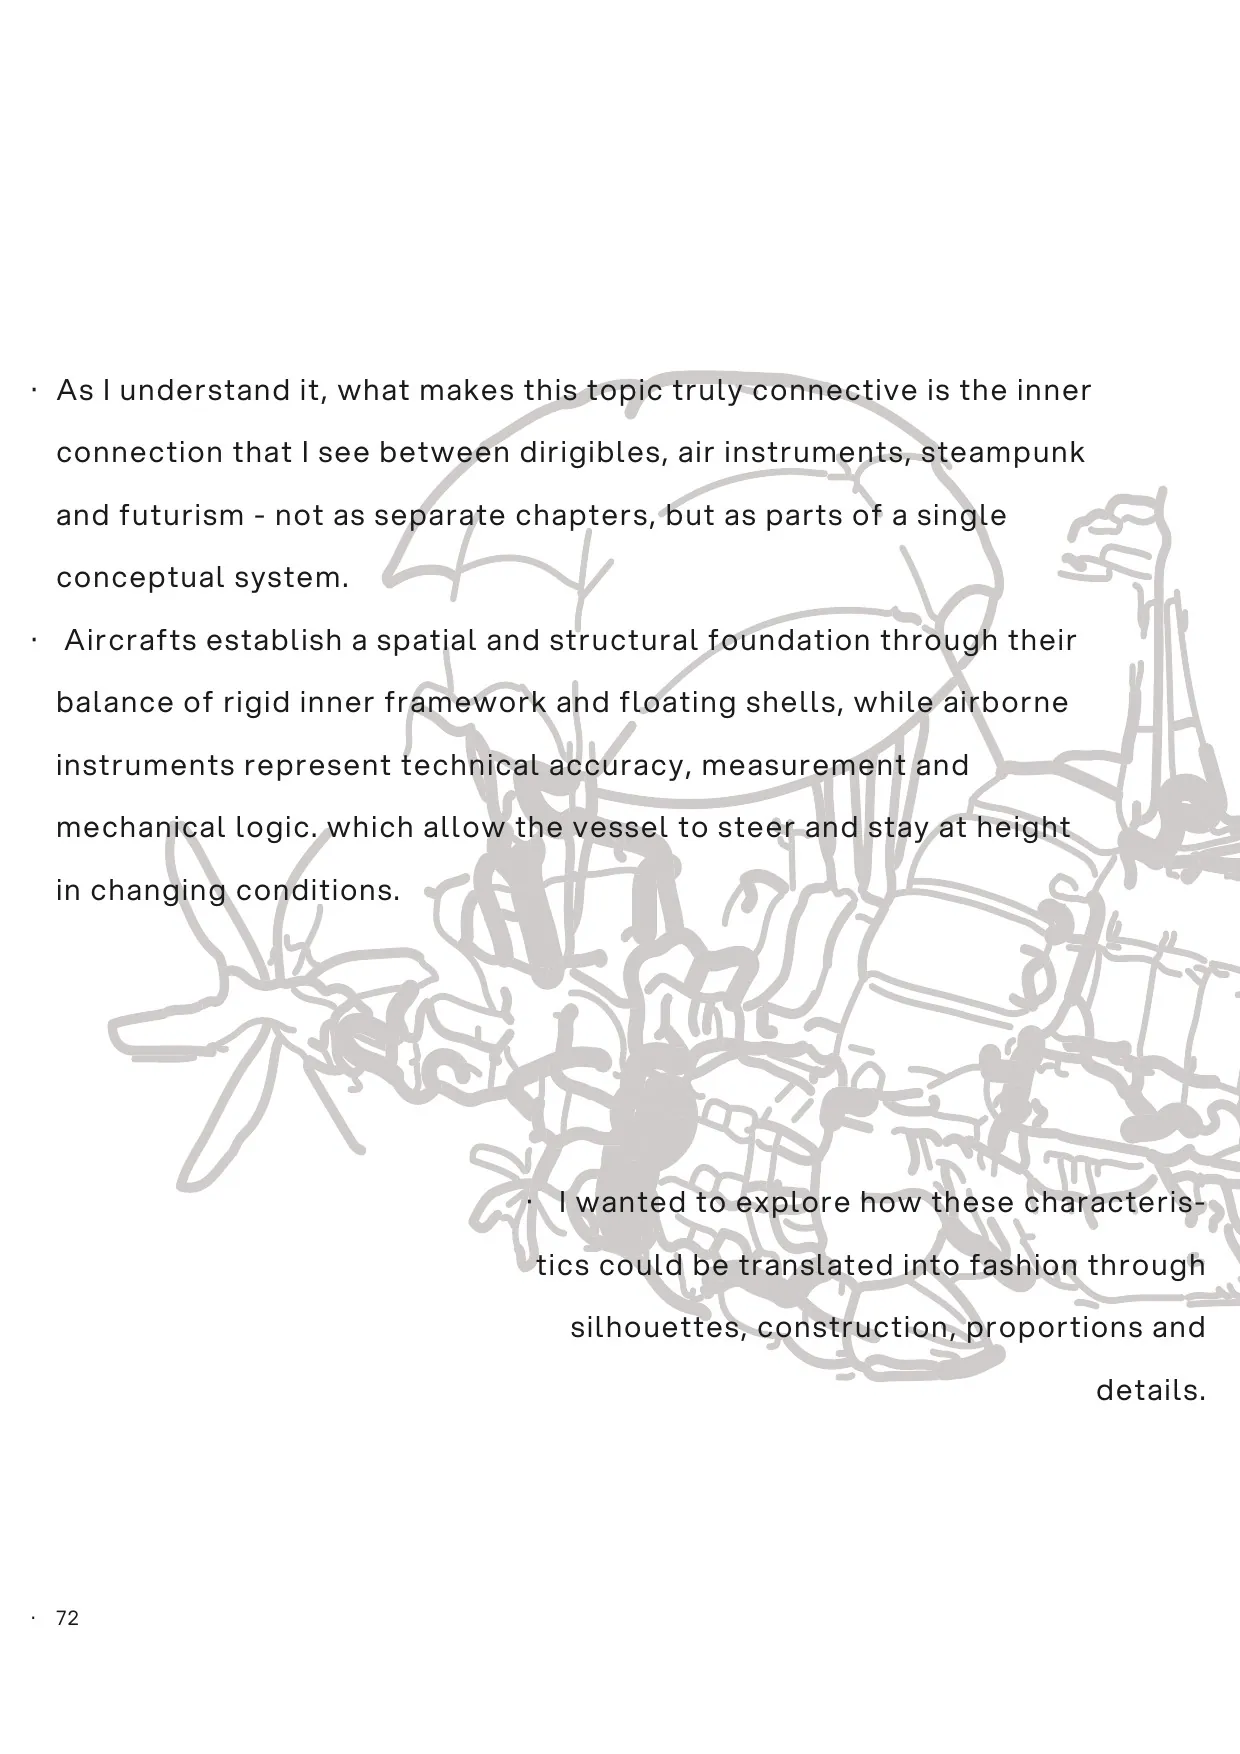 · As I understand it, what makes this topic truly connective is the inner
connection that I see between dirigibles, air instruments, steampunk
and futurism - not as separate chapters, but as parts of a single
conceptual system.
· Aircrafts establish a spatial and structural foundation through their
balance of rigid inner framework and floating shells, while airborne
instruments represent technical accuracy, measurement and
mechanical logic. which allow the vessel to steer and stay at height
in changing conditions.
· I wanted to explore how these characteris-
tics could be translated into fashion through
silhouettes, construction, proportions and
details.
· 72